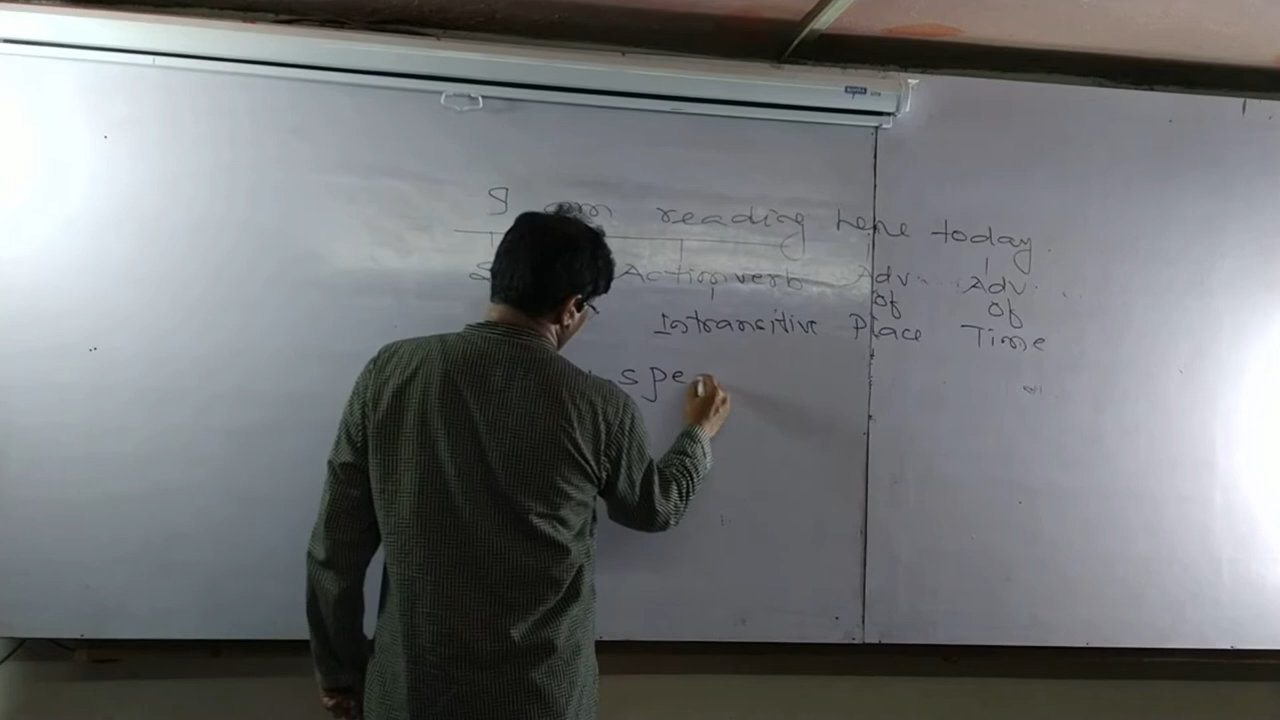 I am reading here today.
S Action verb Adv. Adv.
of of
Intransitive Place Time
spe